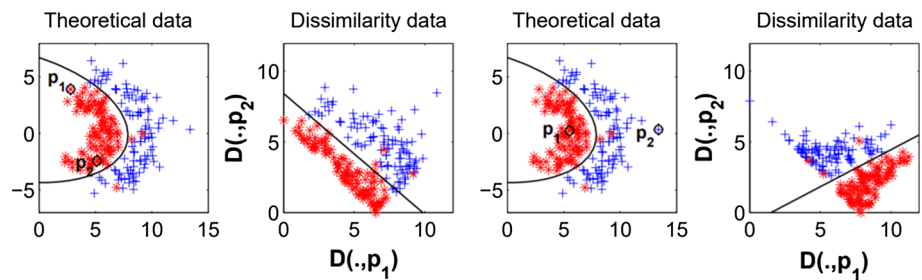 Theoretical data
Dissimilarity data
Theoretical data
Dissimilarity data
5
0
−5
p1
p2
0 5 10 15
D(.,p2)
10
5
0
0 5 10
D(.,p1)
5
0
−5
p1
p2
0 5 10 15
D(.,p2)
10
5
0
0 5 10
D(.,p1)